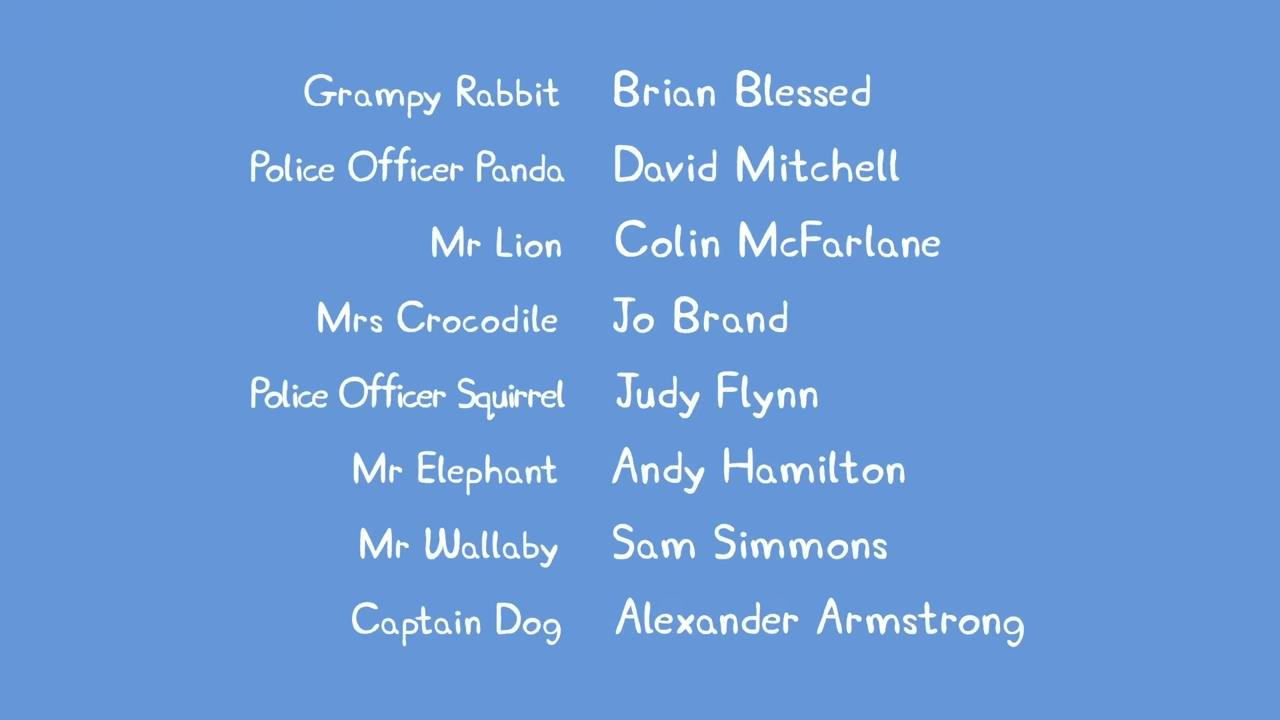 Grampy Rabbit Brian Blessed
Police Officer Panda David Mitchell
Mr Lion Colin McFarlane
Mrs Crocodile Jo Brand
Police Officer Squirrel Judy Flynn
Mr Elephant Andy Hamilton
Mr Wallaby Sam Simmons
Captain Dog Alexander Armstrong